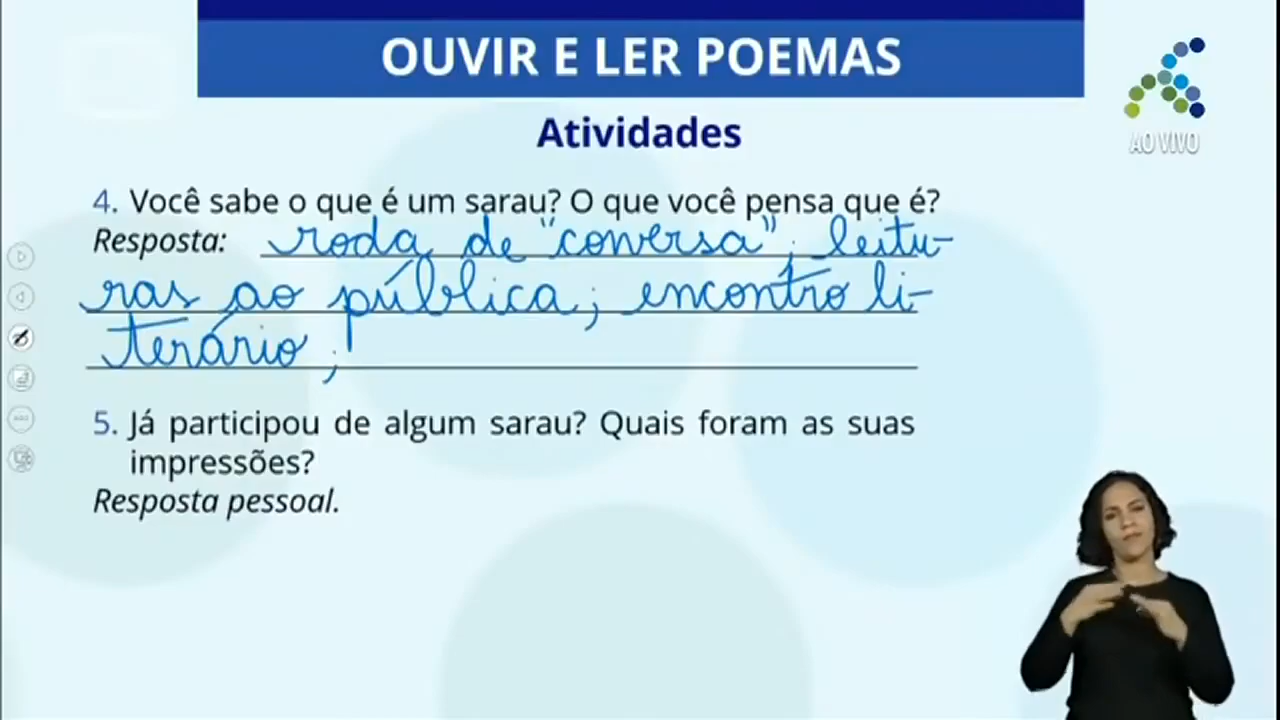 OUVIR E LER POEMAS
AO VIVO
Atividades
4. Você sabe o que é um sarau? O que você pensa que é?
Resposta: roda de "conversa"; leitu-
ras ao pública; encontro li-
terário;
5. Já participou de algum sarau? Quais foram as suas
impressões?
Resposta pessoal.